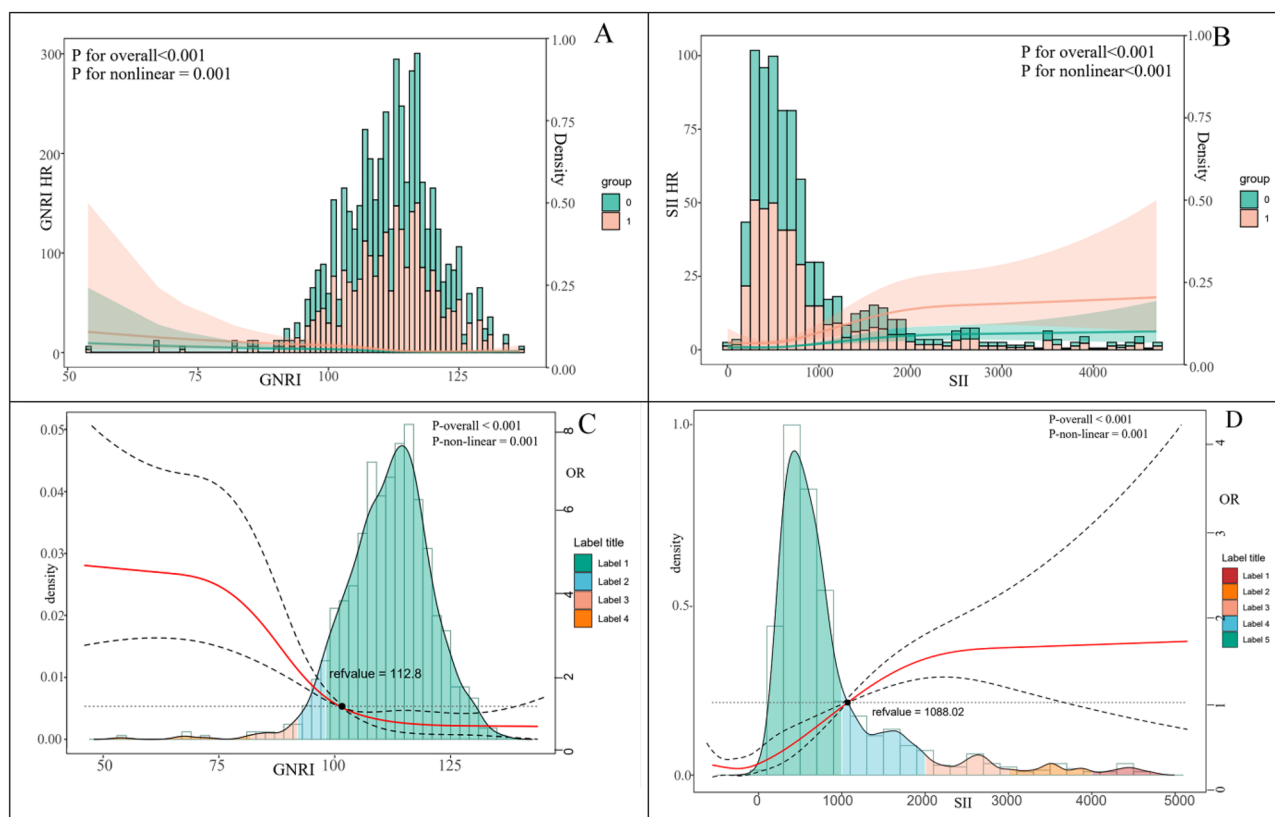 A
P for overall<0.001
P for nonlinear = 0.001
GNRI HR
300
200
100
0
50
75
100
125
GNRI
1.00
0.75
0.50
0.25
0.00
Density
group
0
1
B
P for overall<0.001
P for nonlinear<0.001
SII HR
100
75
50
25
0
0
1000
2000
3000
4000
SII
1.00
0.75
0.50
0.25
0.00
Density
group
0
1
C
P-overall < 0.001
P-non-linear = 0.001
density
0.05
0.04
0.03
0.02
0.01
0.00
50
75
100
125
GNRI
refvalue = 112.8
8
6
4
2
0
OR
Label title
Label 1
Label 2
Label 3
Label 4
D
P-overall < 0.001
P-non-linear = 0.001
density
1.0
0.5
0.0
0
1000
2000
3000
4000
5000
SII
refvalue = 1088.02
4
3
2
1
0
OR
Label title
Label 1
Label 2
Label 3
Label 4
Label 5